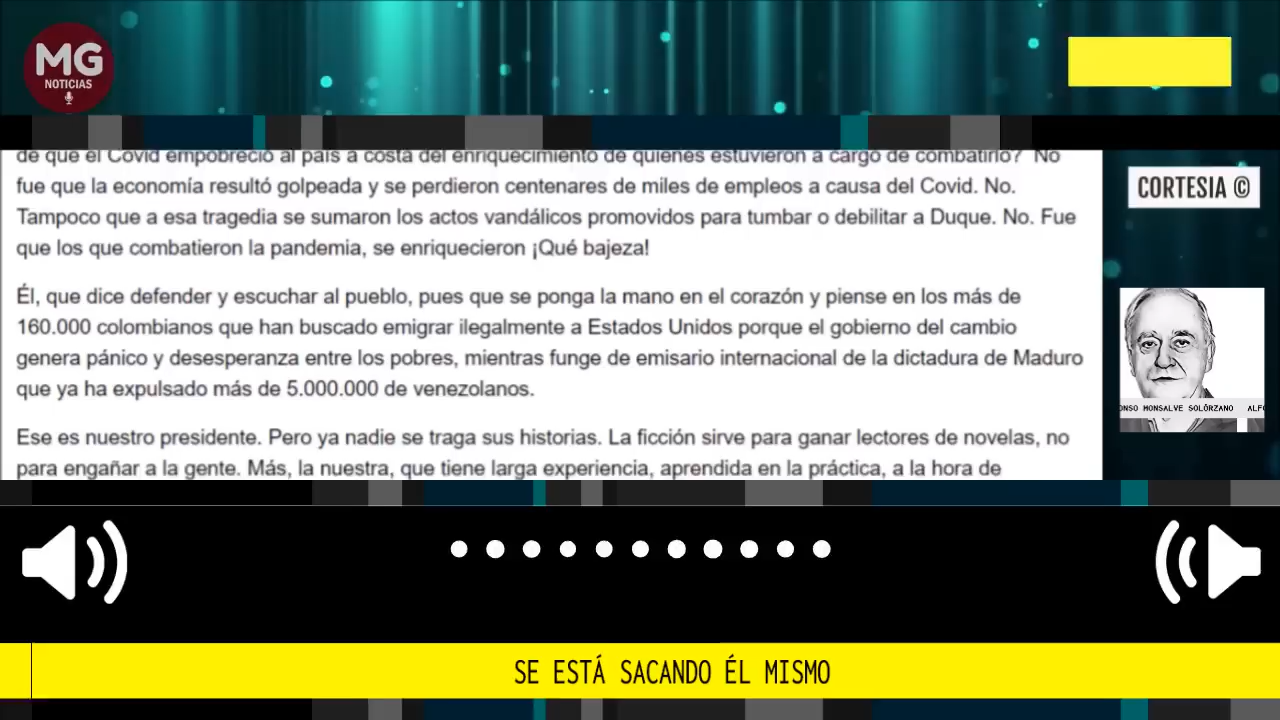 MG
NOTICIAS
de que el Covid empobreció al país a costa del enriquecimiento de quienes estuvieron a cargo de combatirlo? No
fue que la economía resultó golpeada y se perdieron centenares de miles de empleos a causa del Covid. No.
Tampoco que a esa tragedia se sumaron los actos vandálicos promovidos para tumbar o debilitar a Duque. No. Fue
que los que combatieron la pandemia, se enriquecieron ¡Qué bajeza!
Él, que dice defender y escuchar al pueblo, pues que se ponga la mano en el corazón y piense en los más de
160.000 colombianos que han buscado emigrar ilegalmente a Estados Unidos porque el gobierno del cambio
genera pánico y desesperanza entre los pobres, mientras funge de emisario internacional de la dictadura de Maduro
que ya ha expulsado más de 5.000.000 de venezolanos.
Ese es nuestro presidente. Pero ya nadie se traga sus historias. La ficción sirve para ganar lectores de novelas, no
para engañar a la gente. Más, la nuestra, que tiene larga experiencia, aprendida en la práctica, a la hora de
CORTESIA ©
ONSO MONSALVE SOLÓRZANO ALFO
SE ESTÁ SACANDO ÉL MISMO